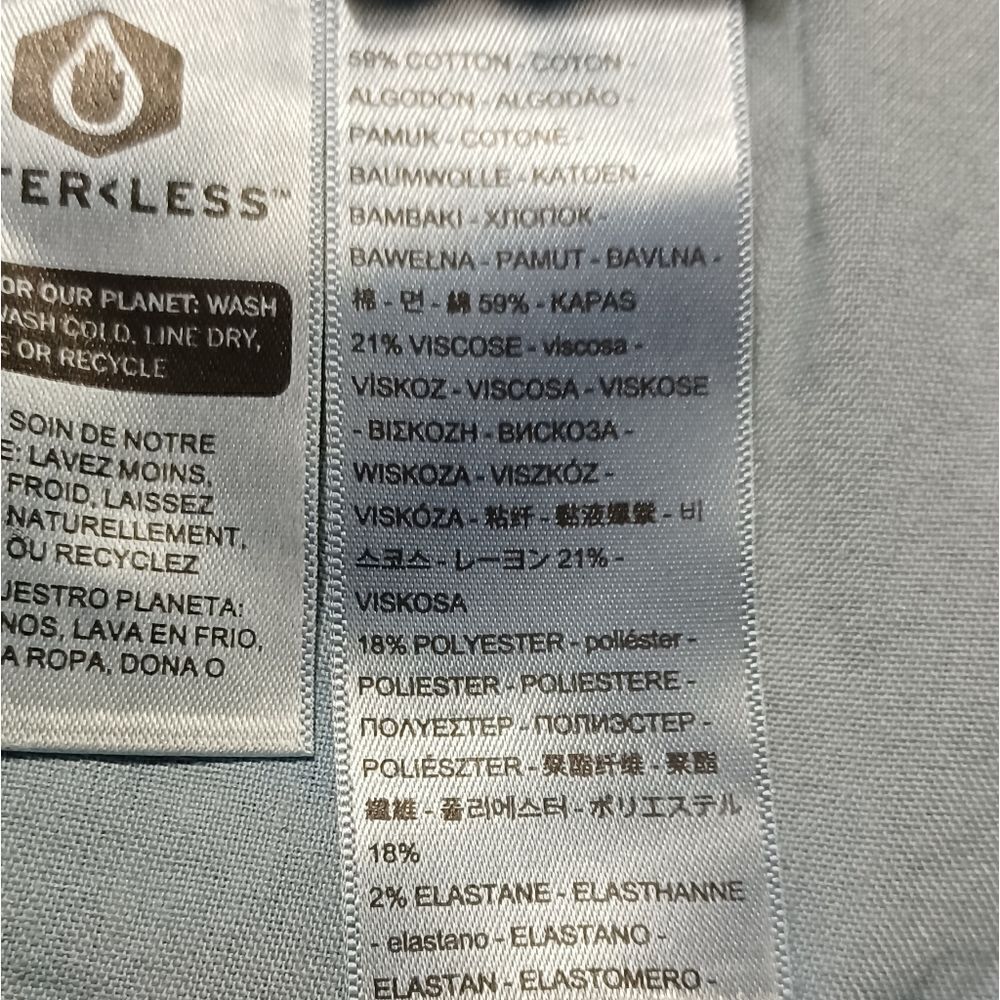 TER<LESS™
OR OUR PLANET: WASH
WASH COLD. LINE DRY,
E OR RECYCLE
SOIN DE NOTRE
E: LAVEZ MOINS,
FROID, LAISSEZ
NATURELLEMENT,
OU RECYCLEZ
UESTRO PLANETA:
NOS, LAVA EN FRIO,
A ROPA, DONA O
59% COTTON - COTON -
ALGODÓN - ALGODÃO -
PAMUK - COTONE -
BAUMWOLLE - KATOEN -
BAMBAKI - ХЛОПОК -
BAWEŁNA - PAMUT - BAVLNA -
棉 - 면 - 綿 59% - KAPAS
21% VISCOSE - viscosa -
VİSKOZ - VISCOSA - VISKOSE
- ΒΙΣΚΟΖΗ - ВИСКОЗА -
WISKOZA - VISZKÓZ -
VISKÓZA - 粘纤 - 黏液爆縈 - 비
스코스 - レーヨン 21% -
VISKOSA
18% POLYESTER - poliéster -
POLIESTER - POLIESTERE -
ΠΟΛΥΕΣΤΕΡ - ПОЛИЭСТЕР -
POLIÉSZTER - 聚酯纤维 - 聚酯
纖維 - 폴리에스터 - ポリエステル
18%
2% ELASTANE - ELASTHANNE
- elastano - ELASTANO -
ELASTAN - ELASTOMERO -